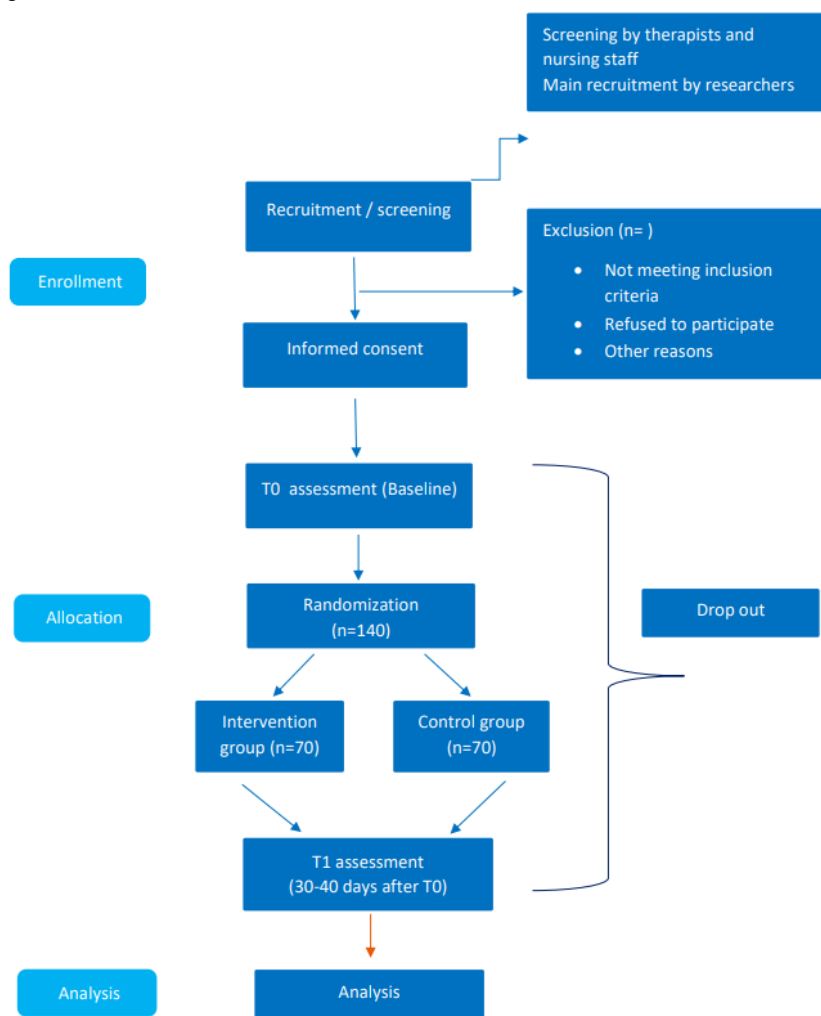 Screening by therapists and
nursing staff
Main recruitment by researchers
Recruitment / screening
Exclusion (n= )
• Not meeting inclusion
criteria
• Refused to participate
• Other reasons
Enrollment
Informed consent
T0 assessment (Baseline)
Allocation
Randomization
(n=140)
Drop out
Intervention
group (n=70)
Control group
(n=70)
T1 assessment
(30-40 days after T0)
Analysis
Analysis